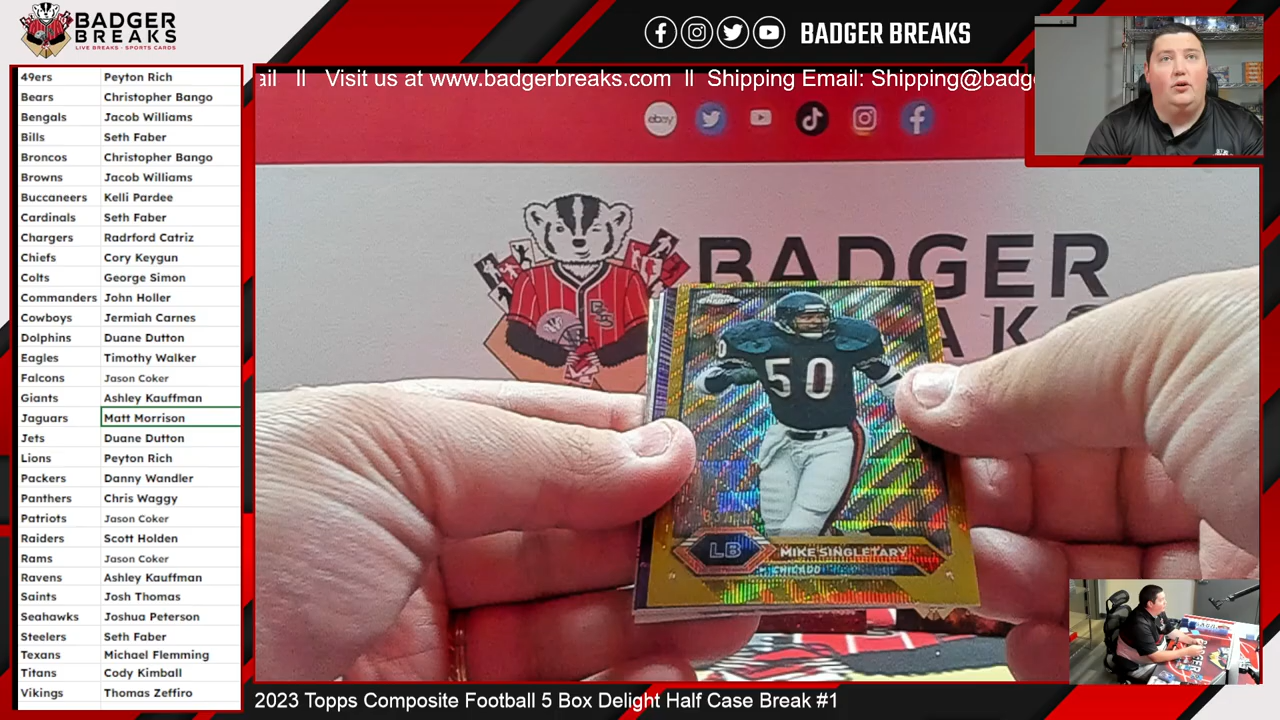 BADGER
BREAKS
LIVE BREAKS - SPORTS CARDS
BADGER BREAKS
ail ll Visit us at www.badgerbreaks.com ll Shipping Email: Shipping@badge
ebay
49ers Peyton Rich
Bears Christopher Bango
Bengals Jacob Williams
Bills Seth Faber
Broncos Christopher Bango
Browns Jacob Williams
Buccaneers Kelli Pardee
Cardinals Seth Faber
Chargers Radrford Catriz
Chiefs Cory Keygun
Colts George Simon
Commanders John Holler
Cowboys Jermiah Carnes
Dolphins Duane Dutton
Eagles Timothy Walker
Falcons Jason Coker
Giants Ashley Kauffman
Jaguars Matt Morrison
Jets Duane Dutton
Lions Peyton Rich
Packers Danny Wandler
Panthers Chris Waggy
Patriots Jason Coker
Raiders Scott Holden
Rams Jason Coker
Ravens Ashley Kauffman
Saints Josh Thomas
Seahawks Joshua Peterson
Steelers Seth Faber
Texans Michael Flemming
Titans Cody Kimball
Vikings Thomas Zeffiro
BADGER
EAKS
50
LB
MIKE SINGLETARY
CHICAGO
2023 Topps Composite Football 5 Box Delight Half Case Break #1